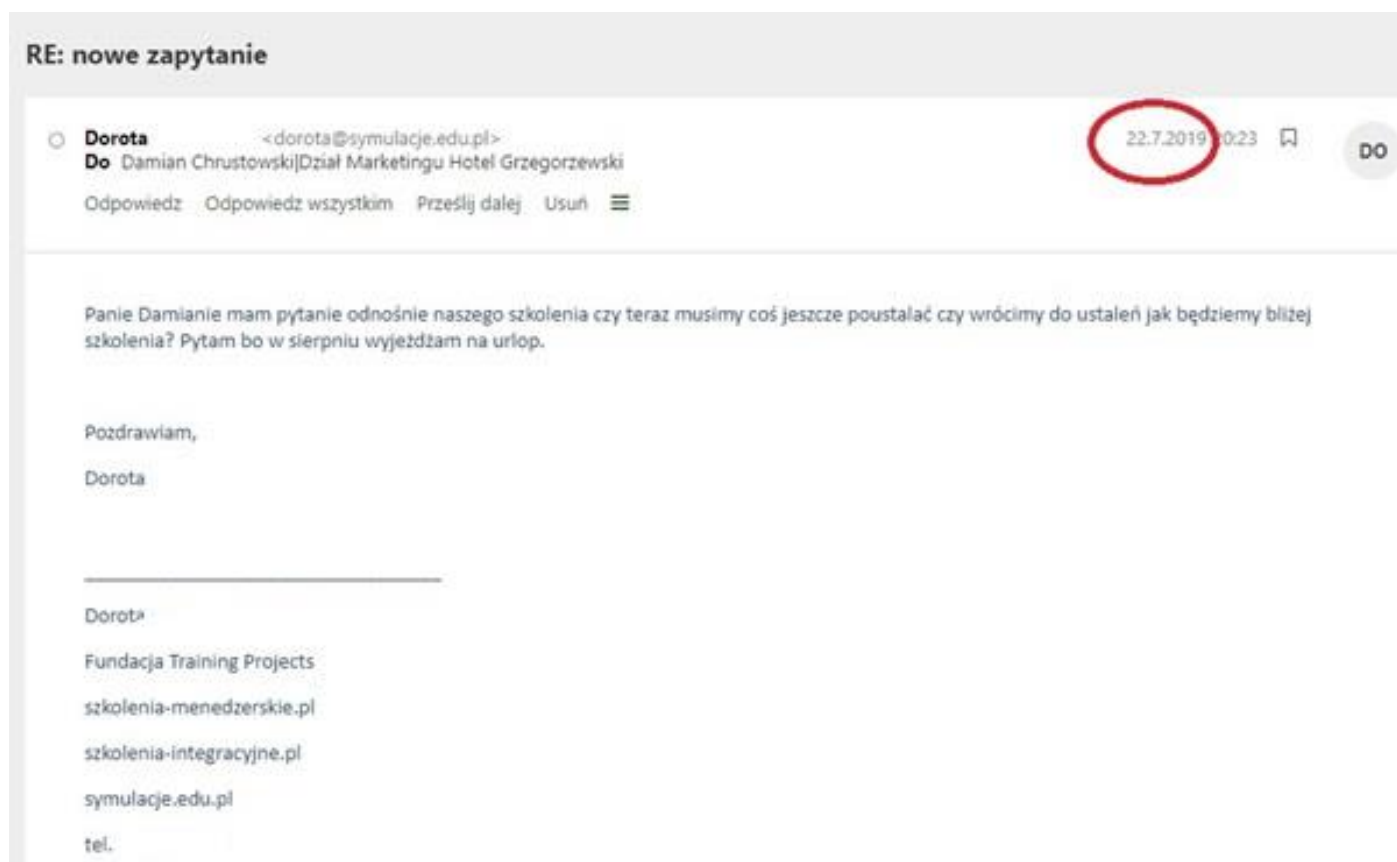 RE: nowe zapytanie
Dorota <dorota@symulacje.edu.pl> 22.7.2019 20:23
Do Damian Chrustowski|Dział Marketingu Hotel Grzegorzewski
DO
Odpowiedz Odpowiedz wszystkim Prześlij dalej Usuń
Panie Damianie mam pytanie odnośnie naszego szkolenia czy teraz musimy coś jeszcze poustalać czy wrócimy do ustaleń jak będziemy bliżej
szkolenia? Pytam bo w sierpniu wyjeżdżam na urlop.
Pozdrawiam,
Dorota
Dorota
Fundacja Training Projects
szkolenia-menedzerskie.pl
szkolenia-integracyjne.pl
symulacje.edu.pl
tel.